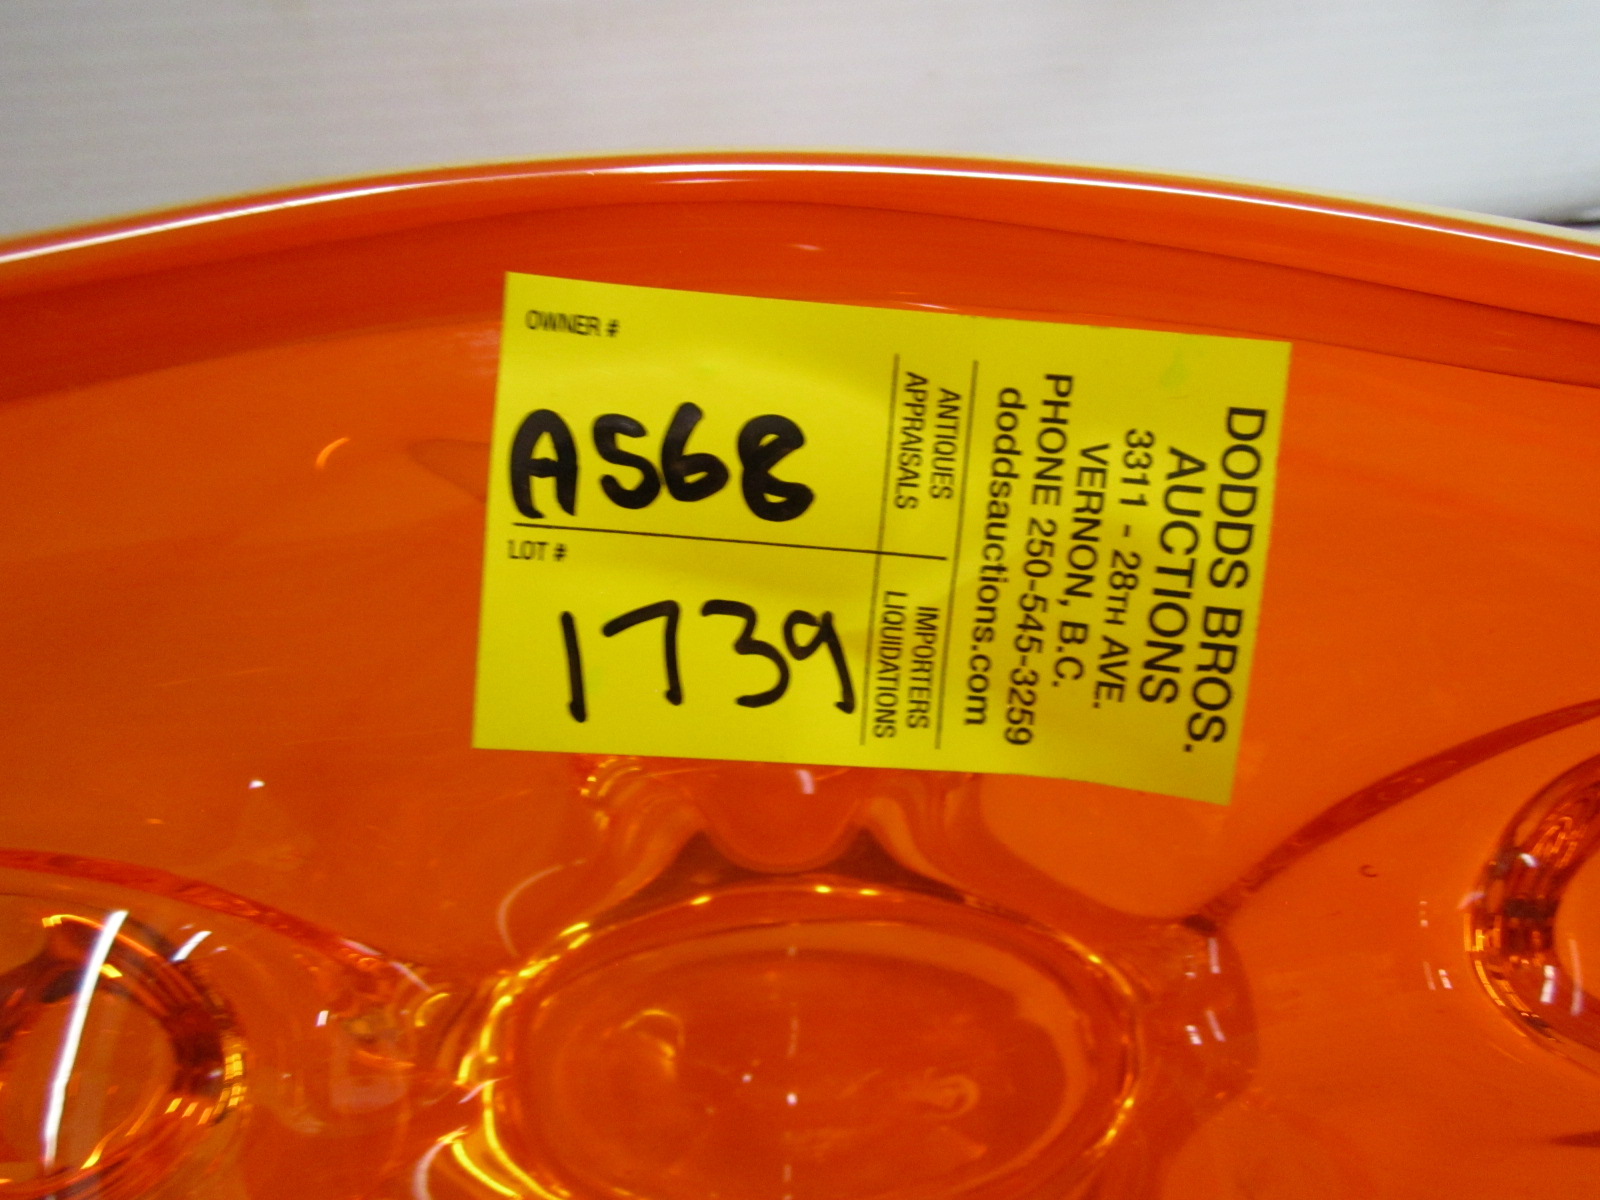 OWNER #
A568
LOT #
1739
ANTIQUES
APPRAISALS
IMPORTERS
LIQUIDATIONS
DODDS BROS.
AUCTIONS
3311 - 28TH AVE.
VERNON, B.C.
PHONE 250-545-3259
doddsauctions.com